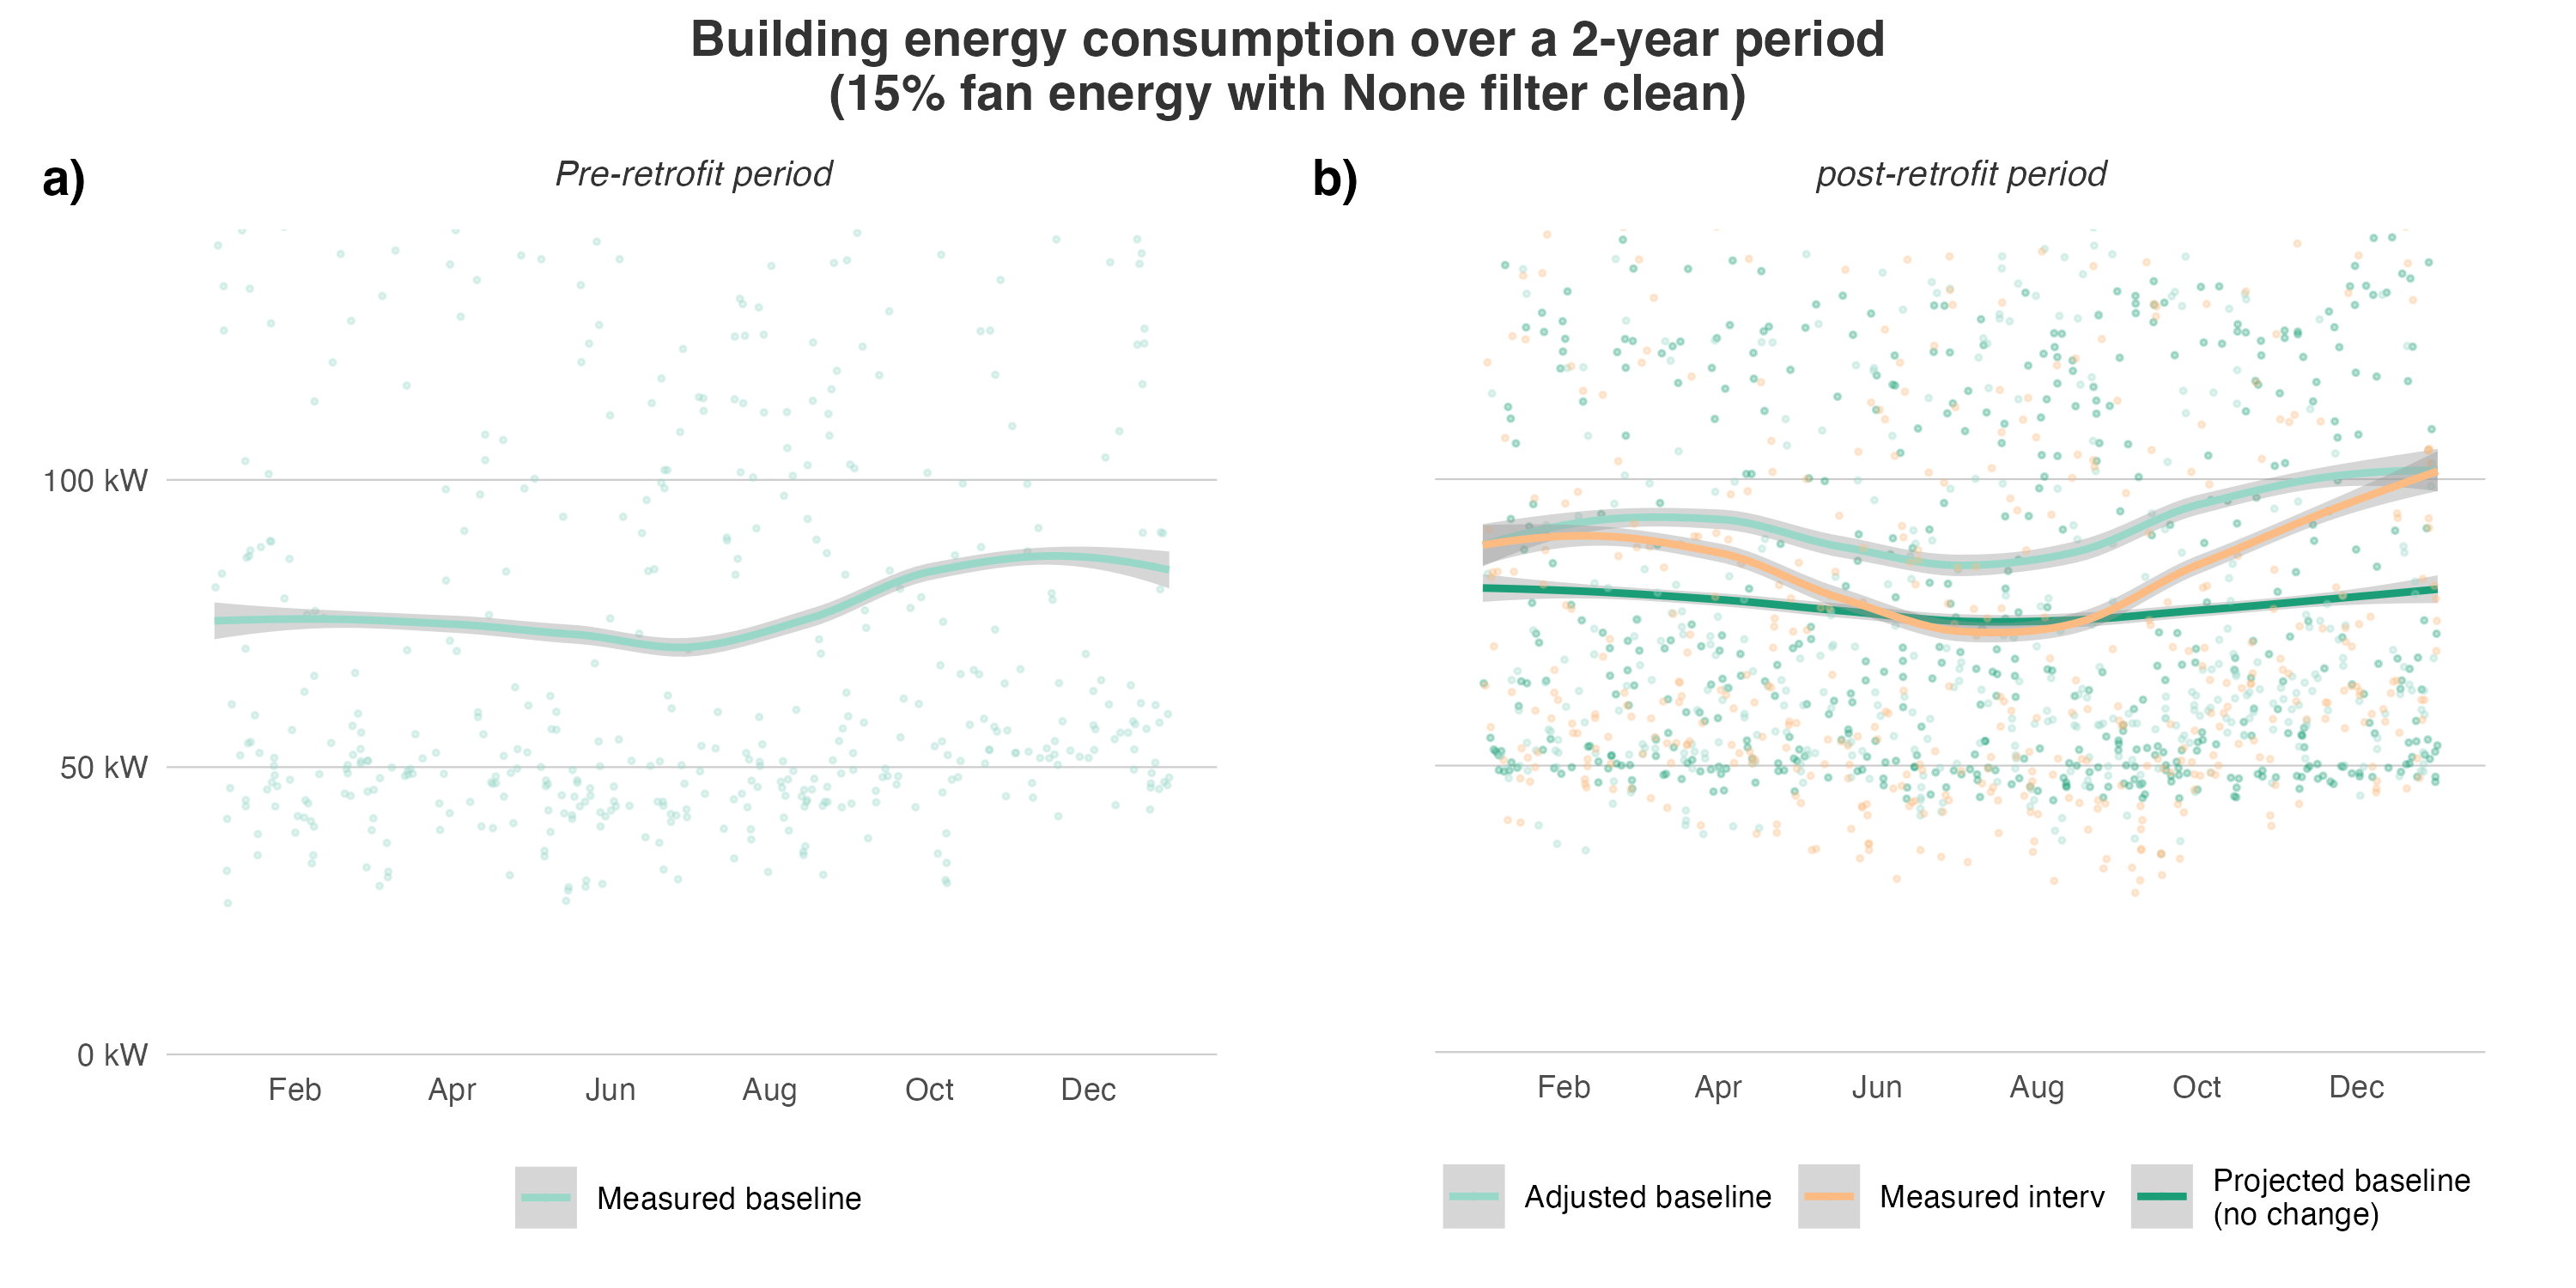 Building energy consumption over a 2-year period
(15% fan energy with None filter clean)
a)
Pre-retrofit period
100 kW
50 kW
0 kW
Feb Apr Jun Aug Oct Dec
Measured baseline
b)
post-retrofit period
Feb Apr Jun Aug Oct Dec
Adjusted baseline
Measured interv
Projected baseline
(no change)